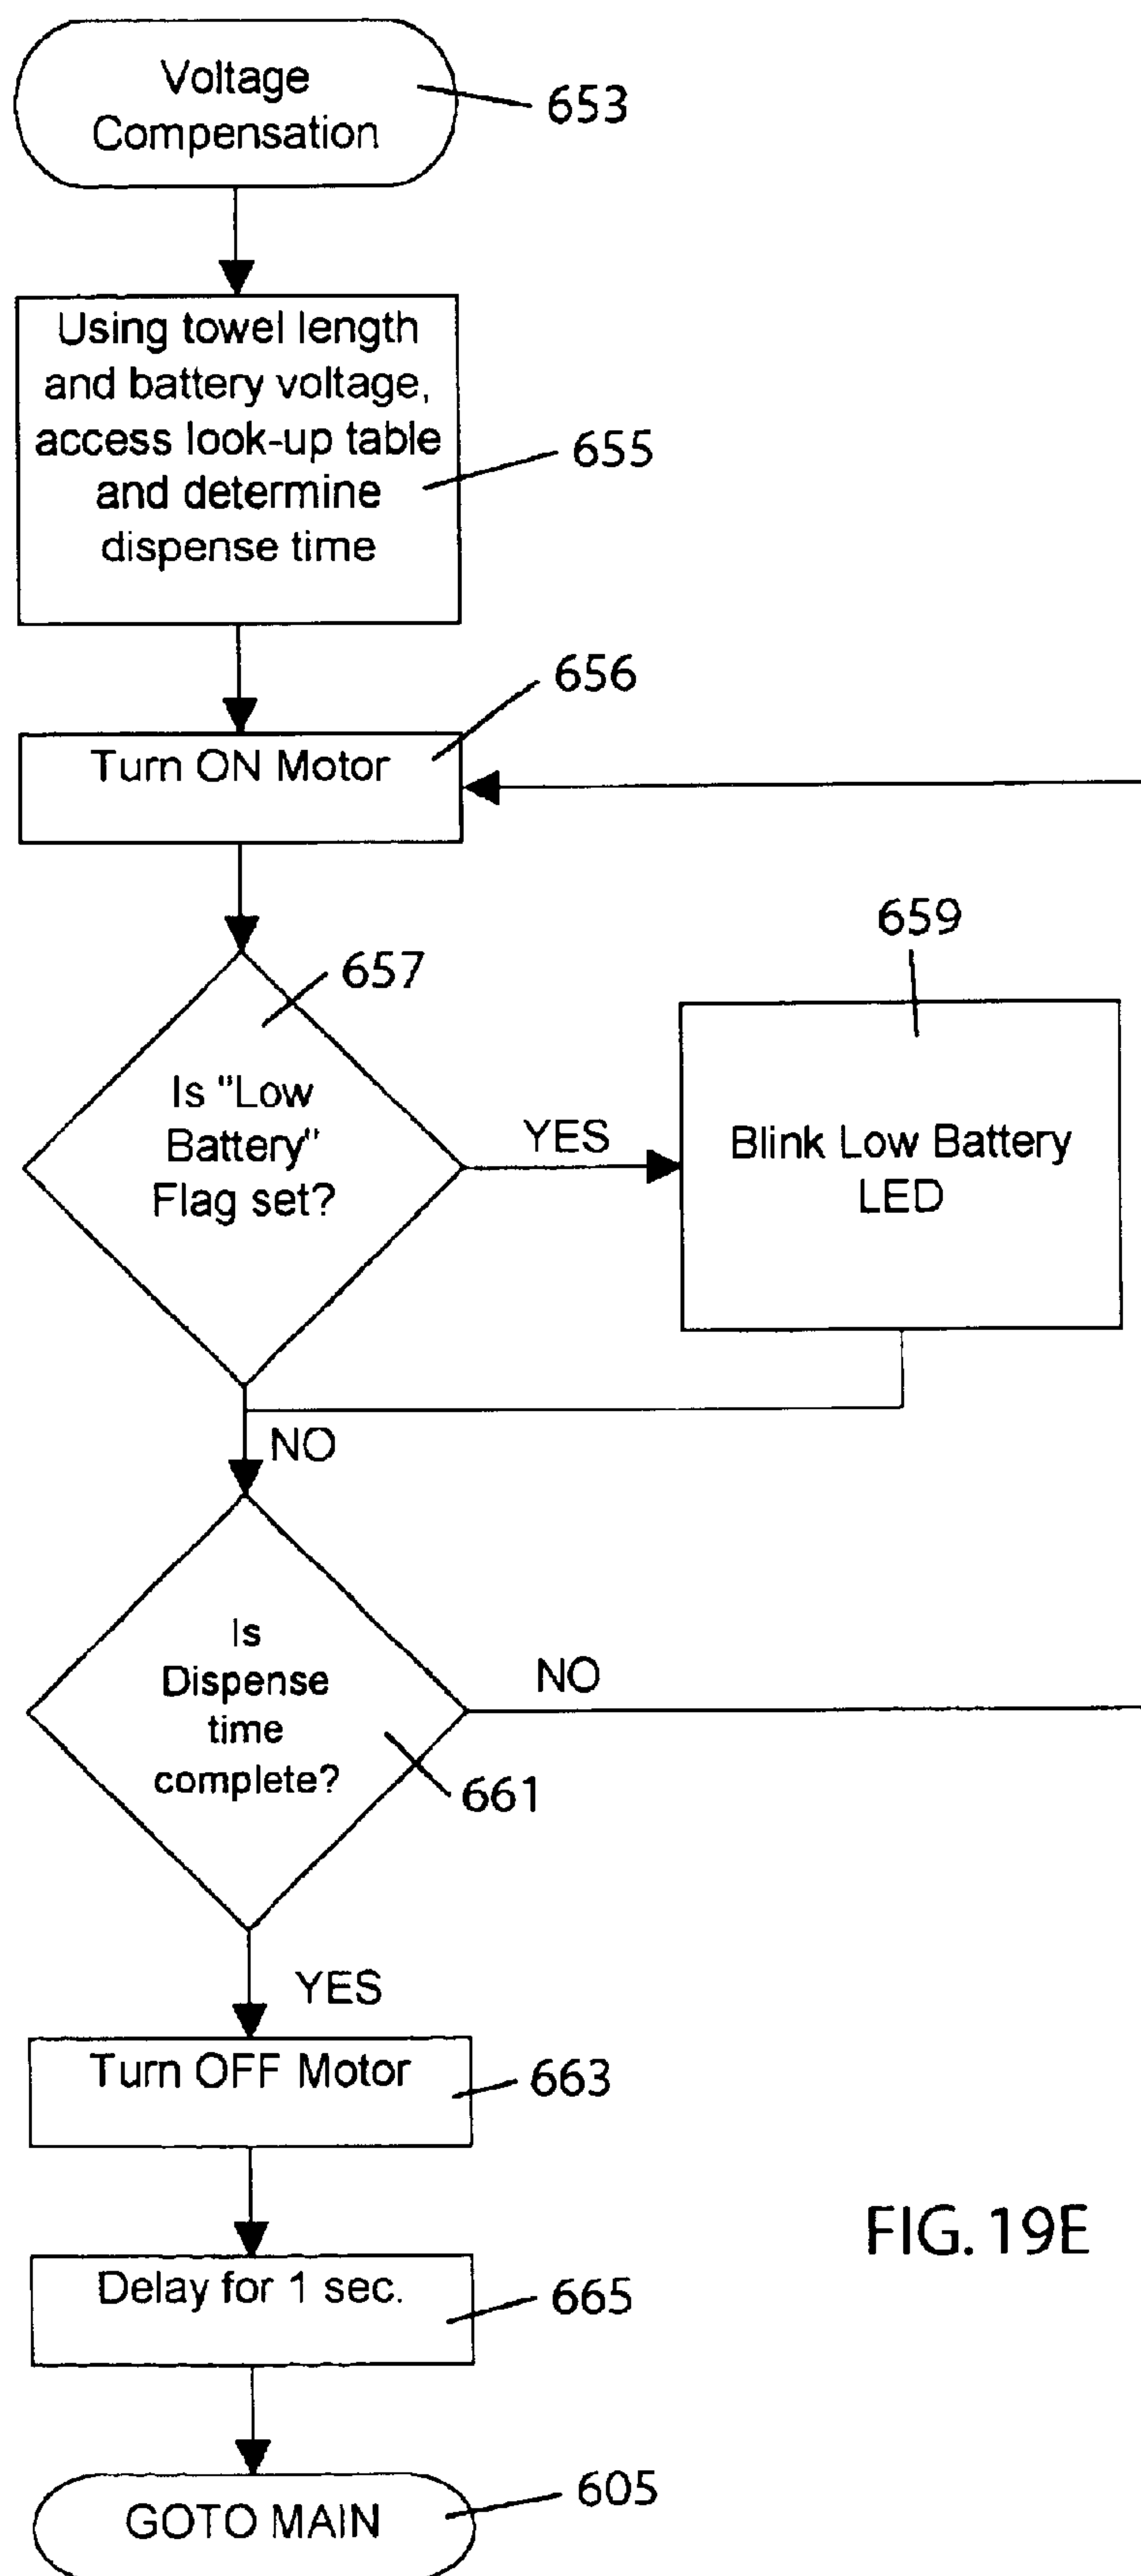 Voltage
Compensation
653
Using towel length
and battery voltage,
access look-up table
and determine
dispense time
655
656
Turn ON Motor
657
659
Is "Low
Battery"
Flag set?
YES
Blink Low Battery
LED
NO
Is
Dispense
time
complete?
NO
661
YES
Turn OFF Motor
663
FIG. 19E
Delay for 1 sec.
665
GOTO MAIN
605